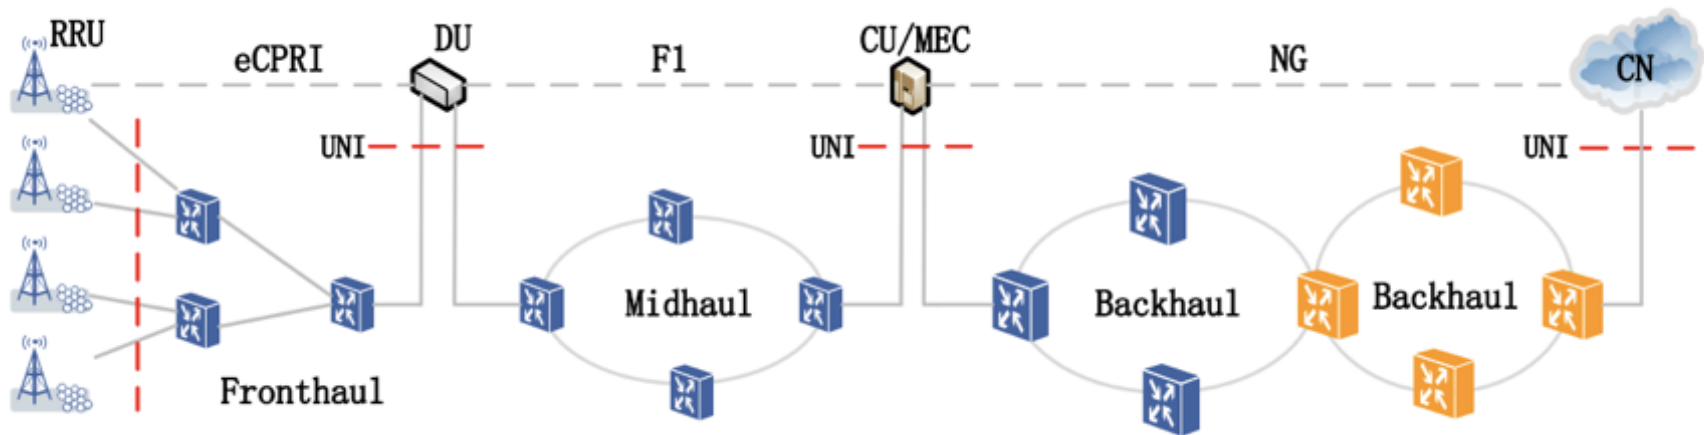 RRU
eCPRI
DU
F1
CU/MEC
NG
CN
UNI
UNI
UNI
Midhaul
Backhaul
Backhaul
Fronthaul